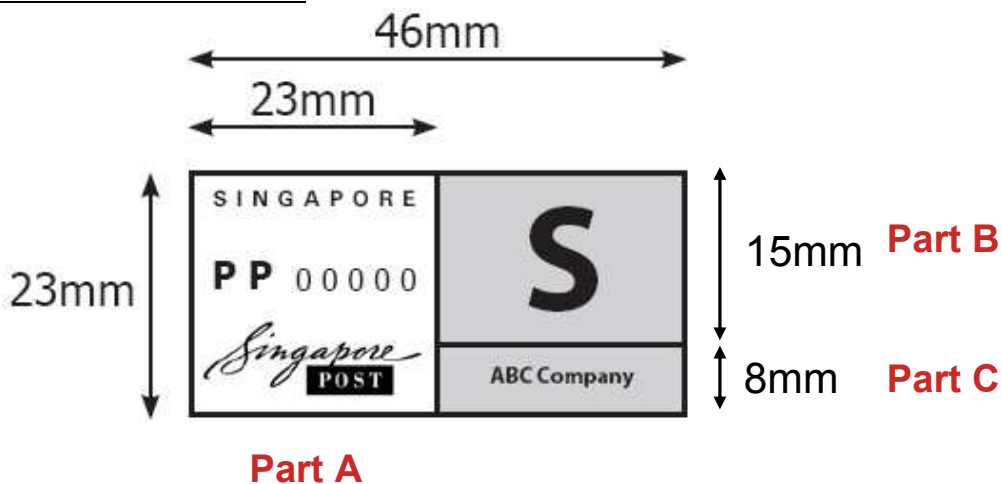 46mm
23mm
23mm
SINGAPORE
PP 00000
Singapore
POST
S
ABC Company
15mm
Part B
8mm
Part C
Part A